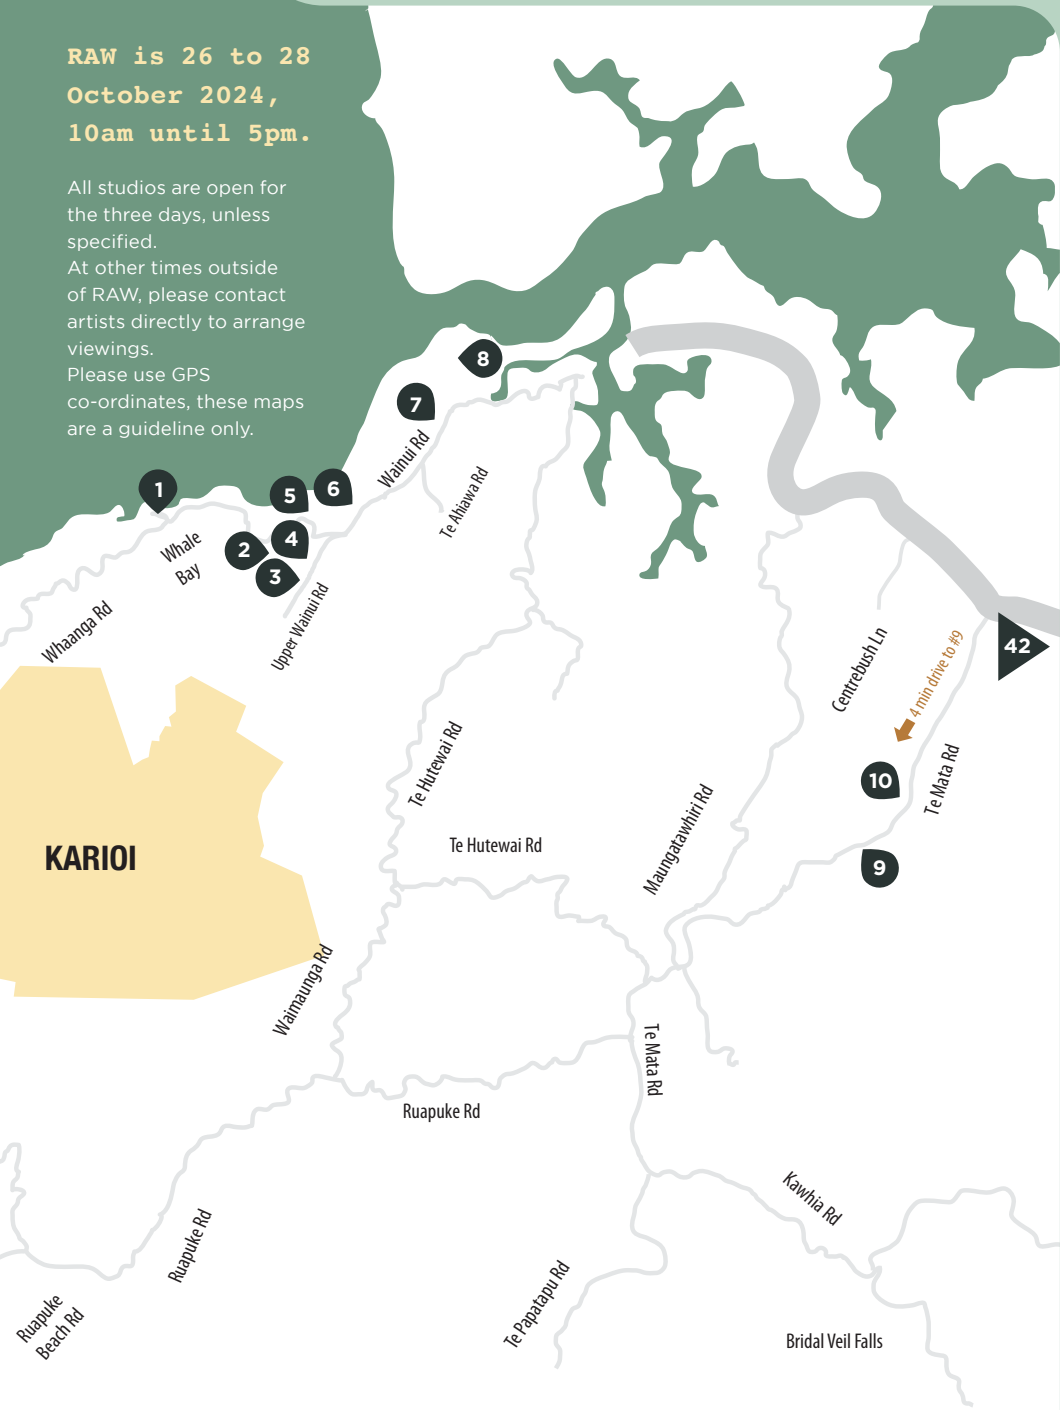 RAW is 26 to 28
October 2024,
10am until 5pm.
All studios are open for
the three days, unless
specified.
At other times outside
of RAW, please contact
artists directly to arrange
viewings.
Please use GPS
co-ordinates, these maps
are a guideline only.
8
7
Wainui Rd
Te Ahiawa Rd
1
5
6
2
4
3
Whale
Bay
Upper Wainui Rd
Whaanga Rd
42
Centrebush Ln
4 min drive to #9
10
Te Mata Rd
9
Te Hutewai Rd
Te Hutewai Rd
Maungatawhiri Rd
KARIOI
Waimaunga Rd
Te Mata Rd
Ruapuke Rd
Kawhia Rd
Ruapuke Rd
Te Papatapu Rd
Ruapuke
Beach Rd
Bridal Veil Falls